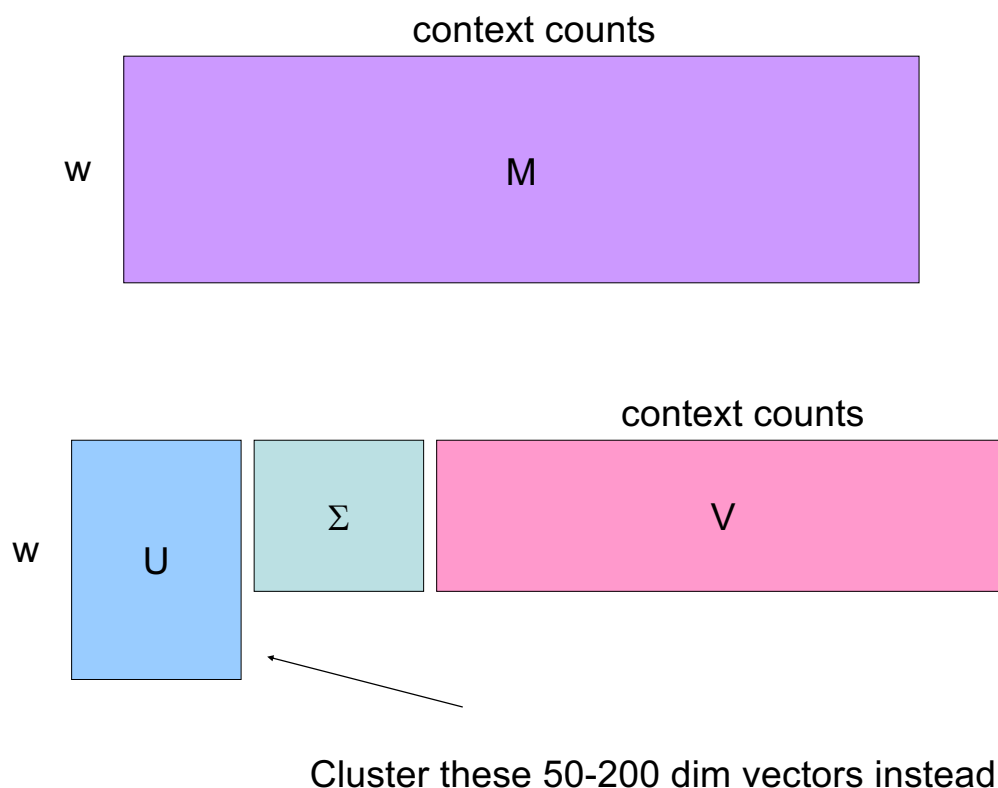 context counts
w
M
context counts
w
U
Σ
V
Cluster these 50-200 dim vectors instead